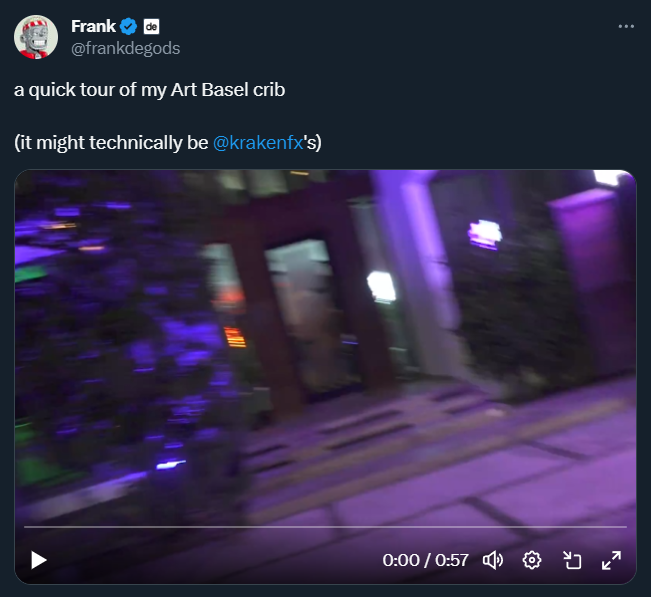 Frank de
@frankdegods
a quick tour of my Art Basel crib
(it might technically be @krakenfx's)
0:00 / 0:57